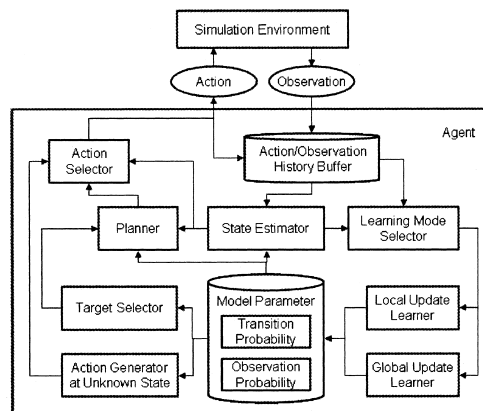 Simulation Environment
Action
Observation
Agent
Action
Selector
Action/Observation
History Buffer
Planner
State Estimator
Learning Mode
Selector
Target Selector
Model Parameter
Transition
Probability
Observation
Probability
Local Update
Learner
Action Generator
at Unknown State
Global Update
Learner